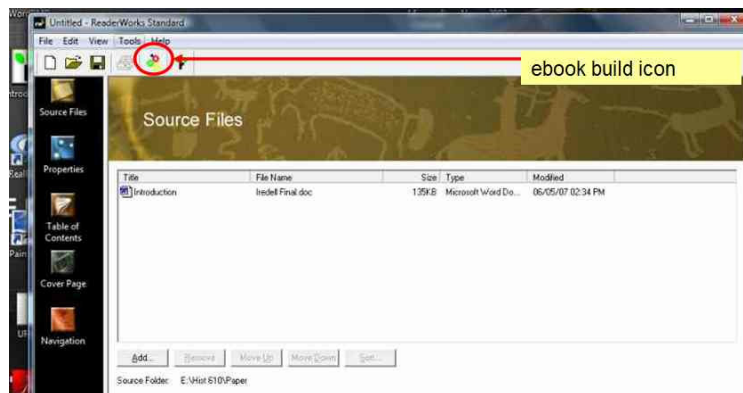 Untitled - ReaderWorks Standard
File Edit View Tools Help
ebook build icon
Source Files
Source Files
Properties
Table of
Contents
Cover Page
Navigation
Title File Name Size Type Modified
Introduction Iredell Final.doc 135KB Microsoft Word Do... 06/05/07 02:34 PM
Add... Remove Move Up Move Down Sort...
Source Folder: E:\Hist 610\Paper